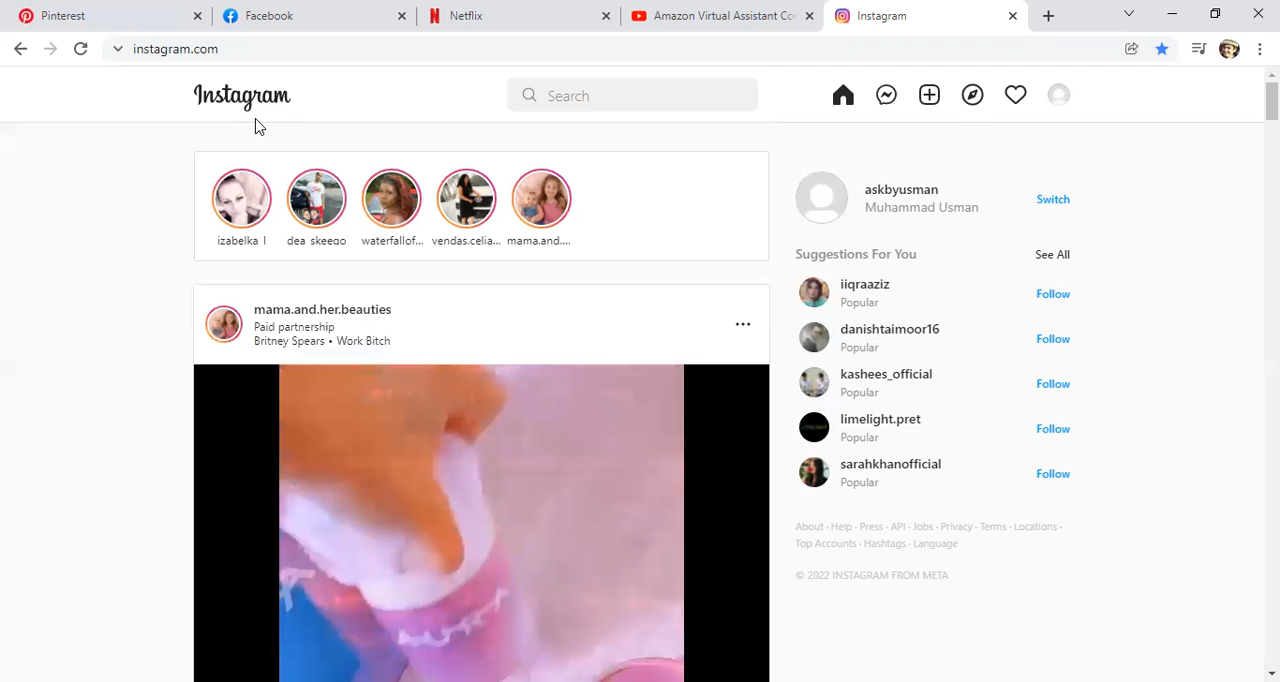 Pinterest
Facebook
Netflix
Amazon Virtual Assistant Co
Instagram
instagram.com
Instagram
Search
izabelka_l
dea_skeego
waterfallof...
vendas.celia...
mama.and....
askbyusman
Muhammad Usman
Switch
Suggestions For You
See All
iiqraaziz
Popular
Follow
danishtaimoor16
Popular
Follow
kashees_official
Popular
Follow
limelight.pret
Popular
Follow
sarahkhanofficial
Popular
Follow
About · Help · Press · API · Jobs · Privacy · Terms · Locations ·
Top Accounts · Hashtags · Language
© 2022 INSTAGRAM FROM META
mama.and.her.beauties
Paid partnership
Britney Spears • Work Bitch